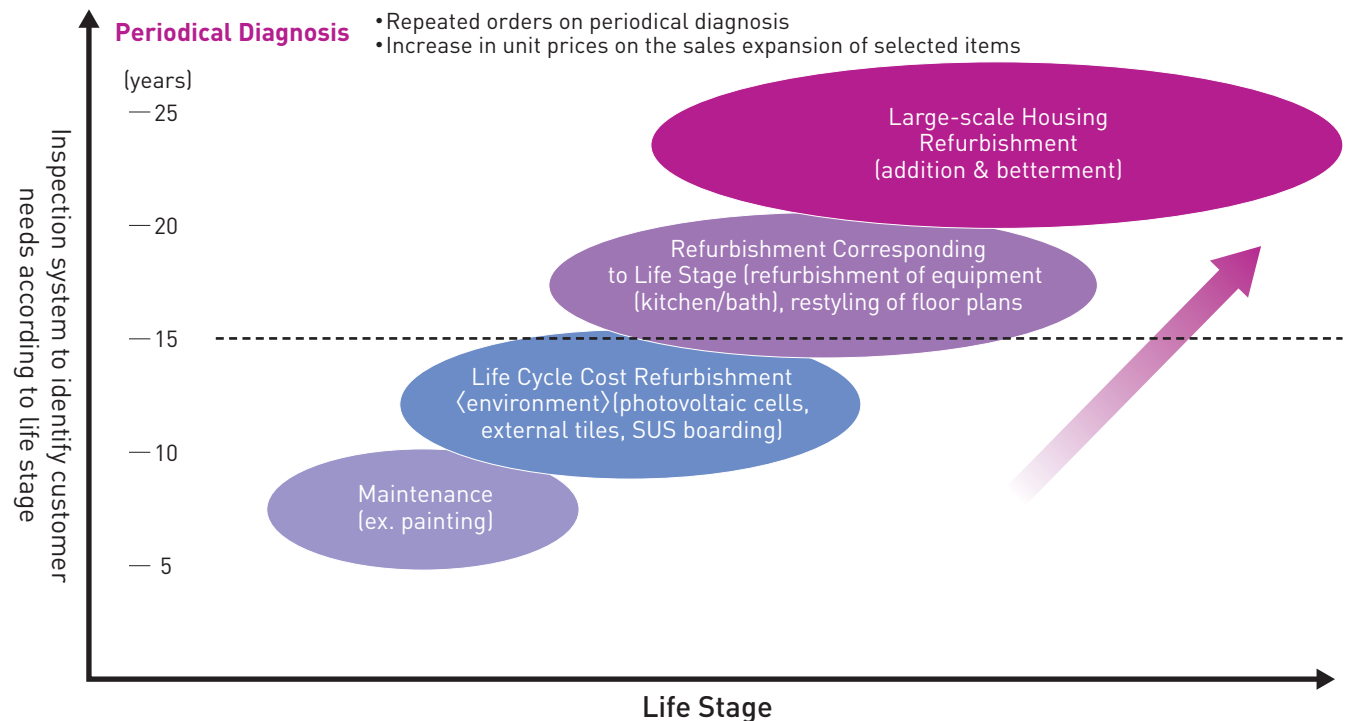 Periodical Diagnosis
•Repeated orders on periodical diagnosis
•Increase in unit prices on the sales expansion of selected items
(years)
25
20
15
10
5
Inspection system to identify customer
needs according to life stage
Large-scale Housing
Refurbishment
(addition & betterment)
Refurbishment Corresponding
to Life Stage (refurbishment of equipment
(kitchen/bath), restyling of floor plans
Life Cycle Cost Refurbishment
〈environment〉(photovoltaic cells,
external tiles, SUS boarding)
Maintenance
(ex. painting)
Life Stage